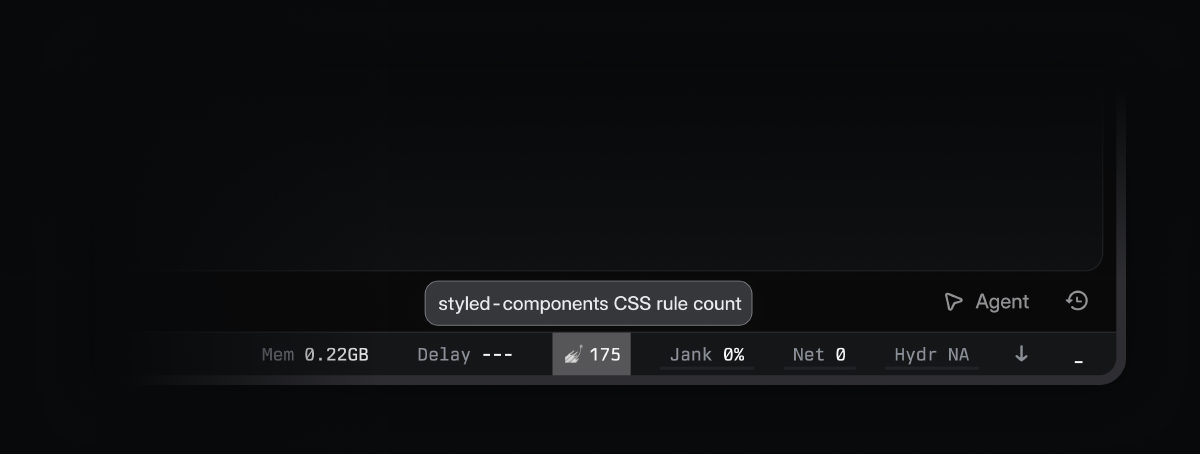 styled-components CSS rule count
Agent
Mem 0.22GB Delay --- 175 Jank 0% Net 0 Hydr NA